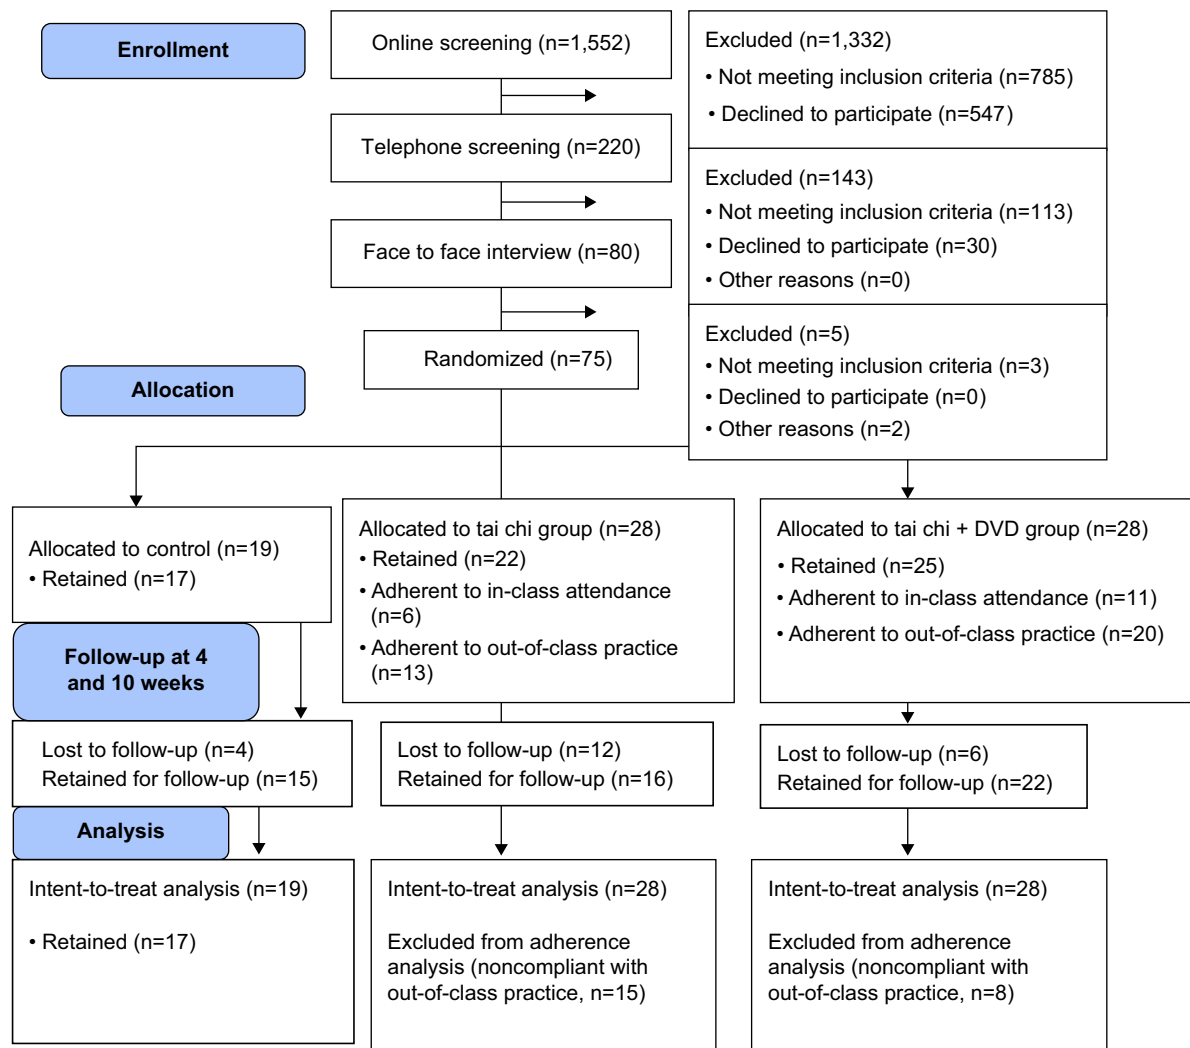 Enrollment
Online screening (n=1,552)
Excluded (n=1,332)
• Not meeting inclusion criteria (n=785)
• Declined to participate (n=547)
Telephone screening (n=220)
Excluded (n=143)
• Not meeting inclusion criteria (n=113)
• Declined to participate (n=30)
• Other reasons (n=0)
Face to face interview (n=80)
Excluded (n=5)
• Not meeting inclusion criteria (n=3)
• Declined to participate (n=0)
• Other reasons (n=2)
Randomized (n=75)
Allocation
Allocated to control (n=19)
• Retained (n=17)
Allocated to tai chi group (n=28)
• Retained (n=22)
• Adherent to in-class attendance
(n=6)
• Adherent to out-of-class practice
(n=13)
Allocated to tai chi + DVD group (n=28)
• Retained (n=25)
• Adherent to in-class attendance (n=11)
• Adherent to out-of-class practice (n=20)
Follow-up at 4
and 10 weeks
Lost to follow-up (n=4)
Retained for follow-up (n=15)
Lost to follow-up (n=12)
Retained for follow-up (n=16)
Lost to follow-up (n=6)
Retained for follow-up (n=22)
Analysis
Intent-to-treat analysis (n=19)
• Retained (n=17)
Intent-to-treat analysis (n=28)
Excluded from adherence
analysis (noncompliant with
out-of-class practice, n=15)
Intent-to-treat analysis (n=28)
Excluded from adherence
analysis (noncompliant with
out-of-class practice, n=8)